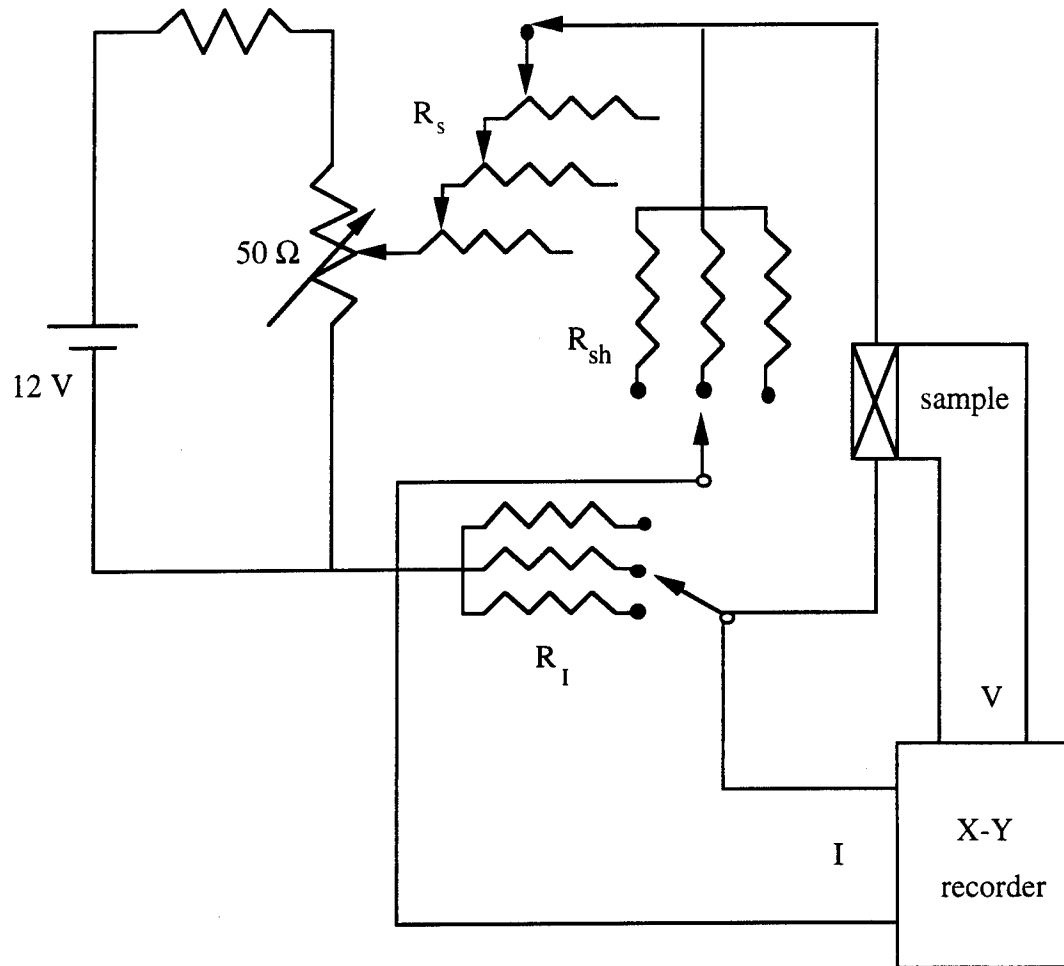 R_s
50 Ω
R_sh
12 V
sample
R_I
V
I
X-Y
recorder